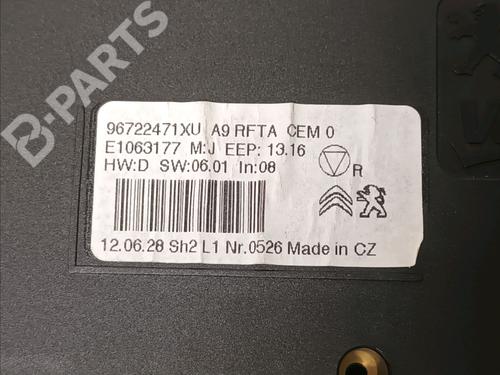 B-PARTS
96722471XU A9 RFTA CEM 0
E1063177 M:J EEP: 13.16
HW:D SW:06.01 In:08
R
12.06.28 Sh2 L1 Nr.0526 Made in CZ